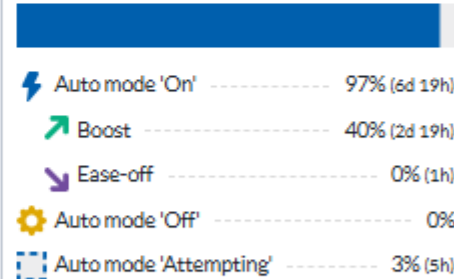 Auto mode 'On' 97% (6d 19h)
Boost 40% (2d 19h)
Ease-off 0% (1h)
Auto mode 'Off' 0%
Auto mode 'Attempting' 3% (5h)